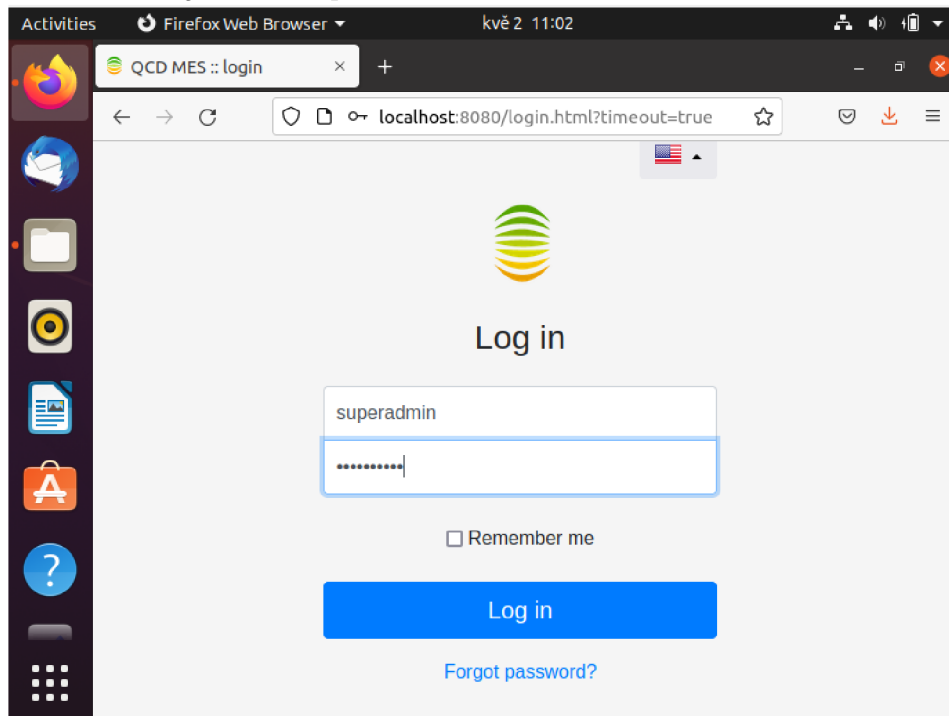 Activities Firefox Web Browser kvě 2 11:02
QCD MES :: login
localhost:8080/login.html?timeout=true
Log in
superadmin
••••••••••
Remember me
Log in
Forgot password?